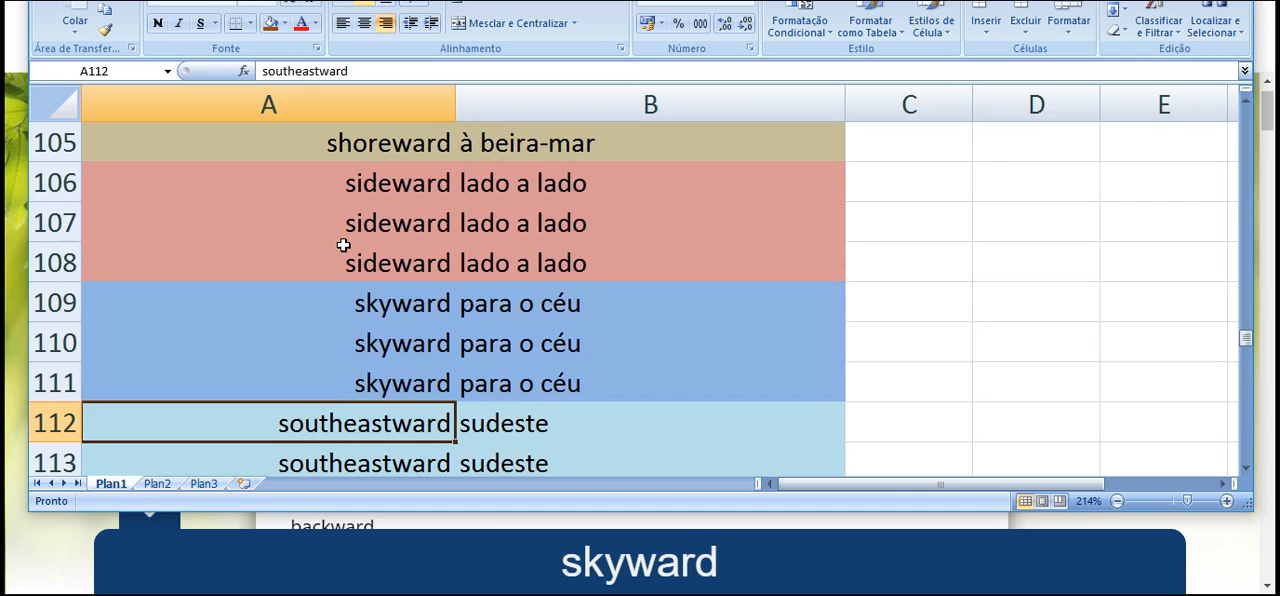 Colar
N I S
A
Mesclar e Centralizar
% 000
Formatação Condicional
Formatar como Tabela
Estilos de Célula
Inserir
Excluir
Formatar
Classificar e Filtrar
Localizar e Selecionar
Área de Transfer...
Fonte
Alinhamento
Número
Estilo
Células
Edição
A112
fx southeastward
A B C D E
105 shoreward à beira-mar
106 sideward lado a lado
107 sideward lado a lado
108 sideward lado a lado
109 skyward para o céu
110 skyward para o céu
111 skyward para o céu
112 southeastward sudeste
113 southeastward sudeste
Plan1 Plan2 Plan3
Pronto
214%
backward
skyward